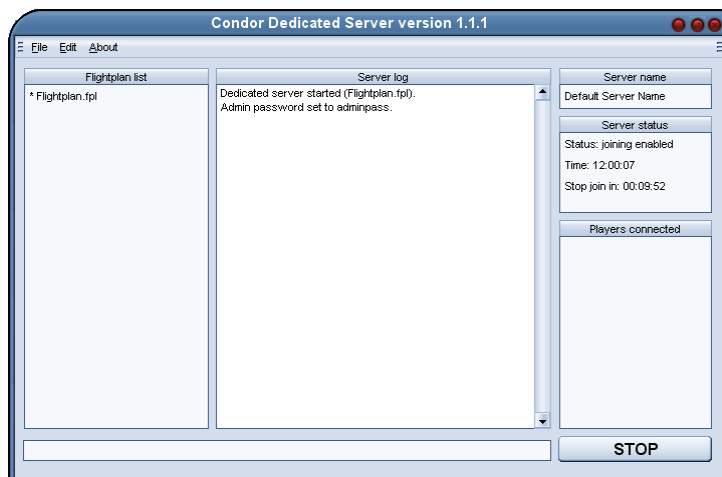 Condor Dedicated Server version 1.1.1
File Edit About
Flightplan list
* Flightplan.fpl
Server log
Dedicated server started (Flightplan.fpl).
Admin password set to adminpass.
Server name
Default Server Name
Server status
Status: joining enabled
Time: 12:00:07
Stop join in: 00:09:52
Players connected
STOP